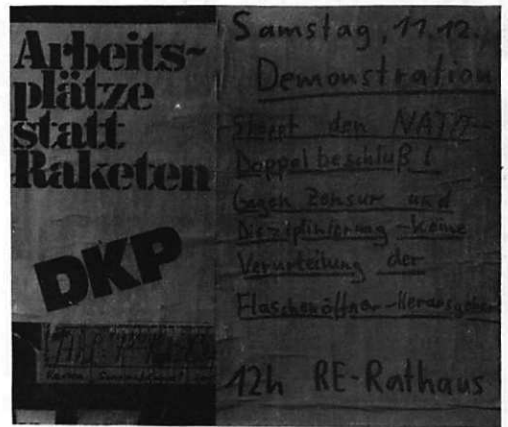 Arbeits-
plätze
statt
Raketen
DKP
Samstag, 11.12.
Demonstration
Stoppt den NATO-
Doppelbeschluß!
Gegen Zensur und
Disziplinierung - Keine
Verurteilung der
Flaschenöffner-Herausgeber
12h RE-Rathaus